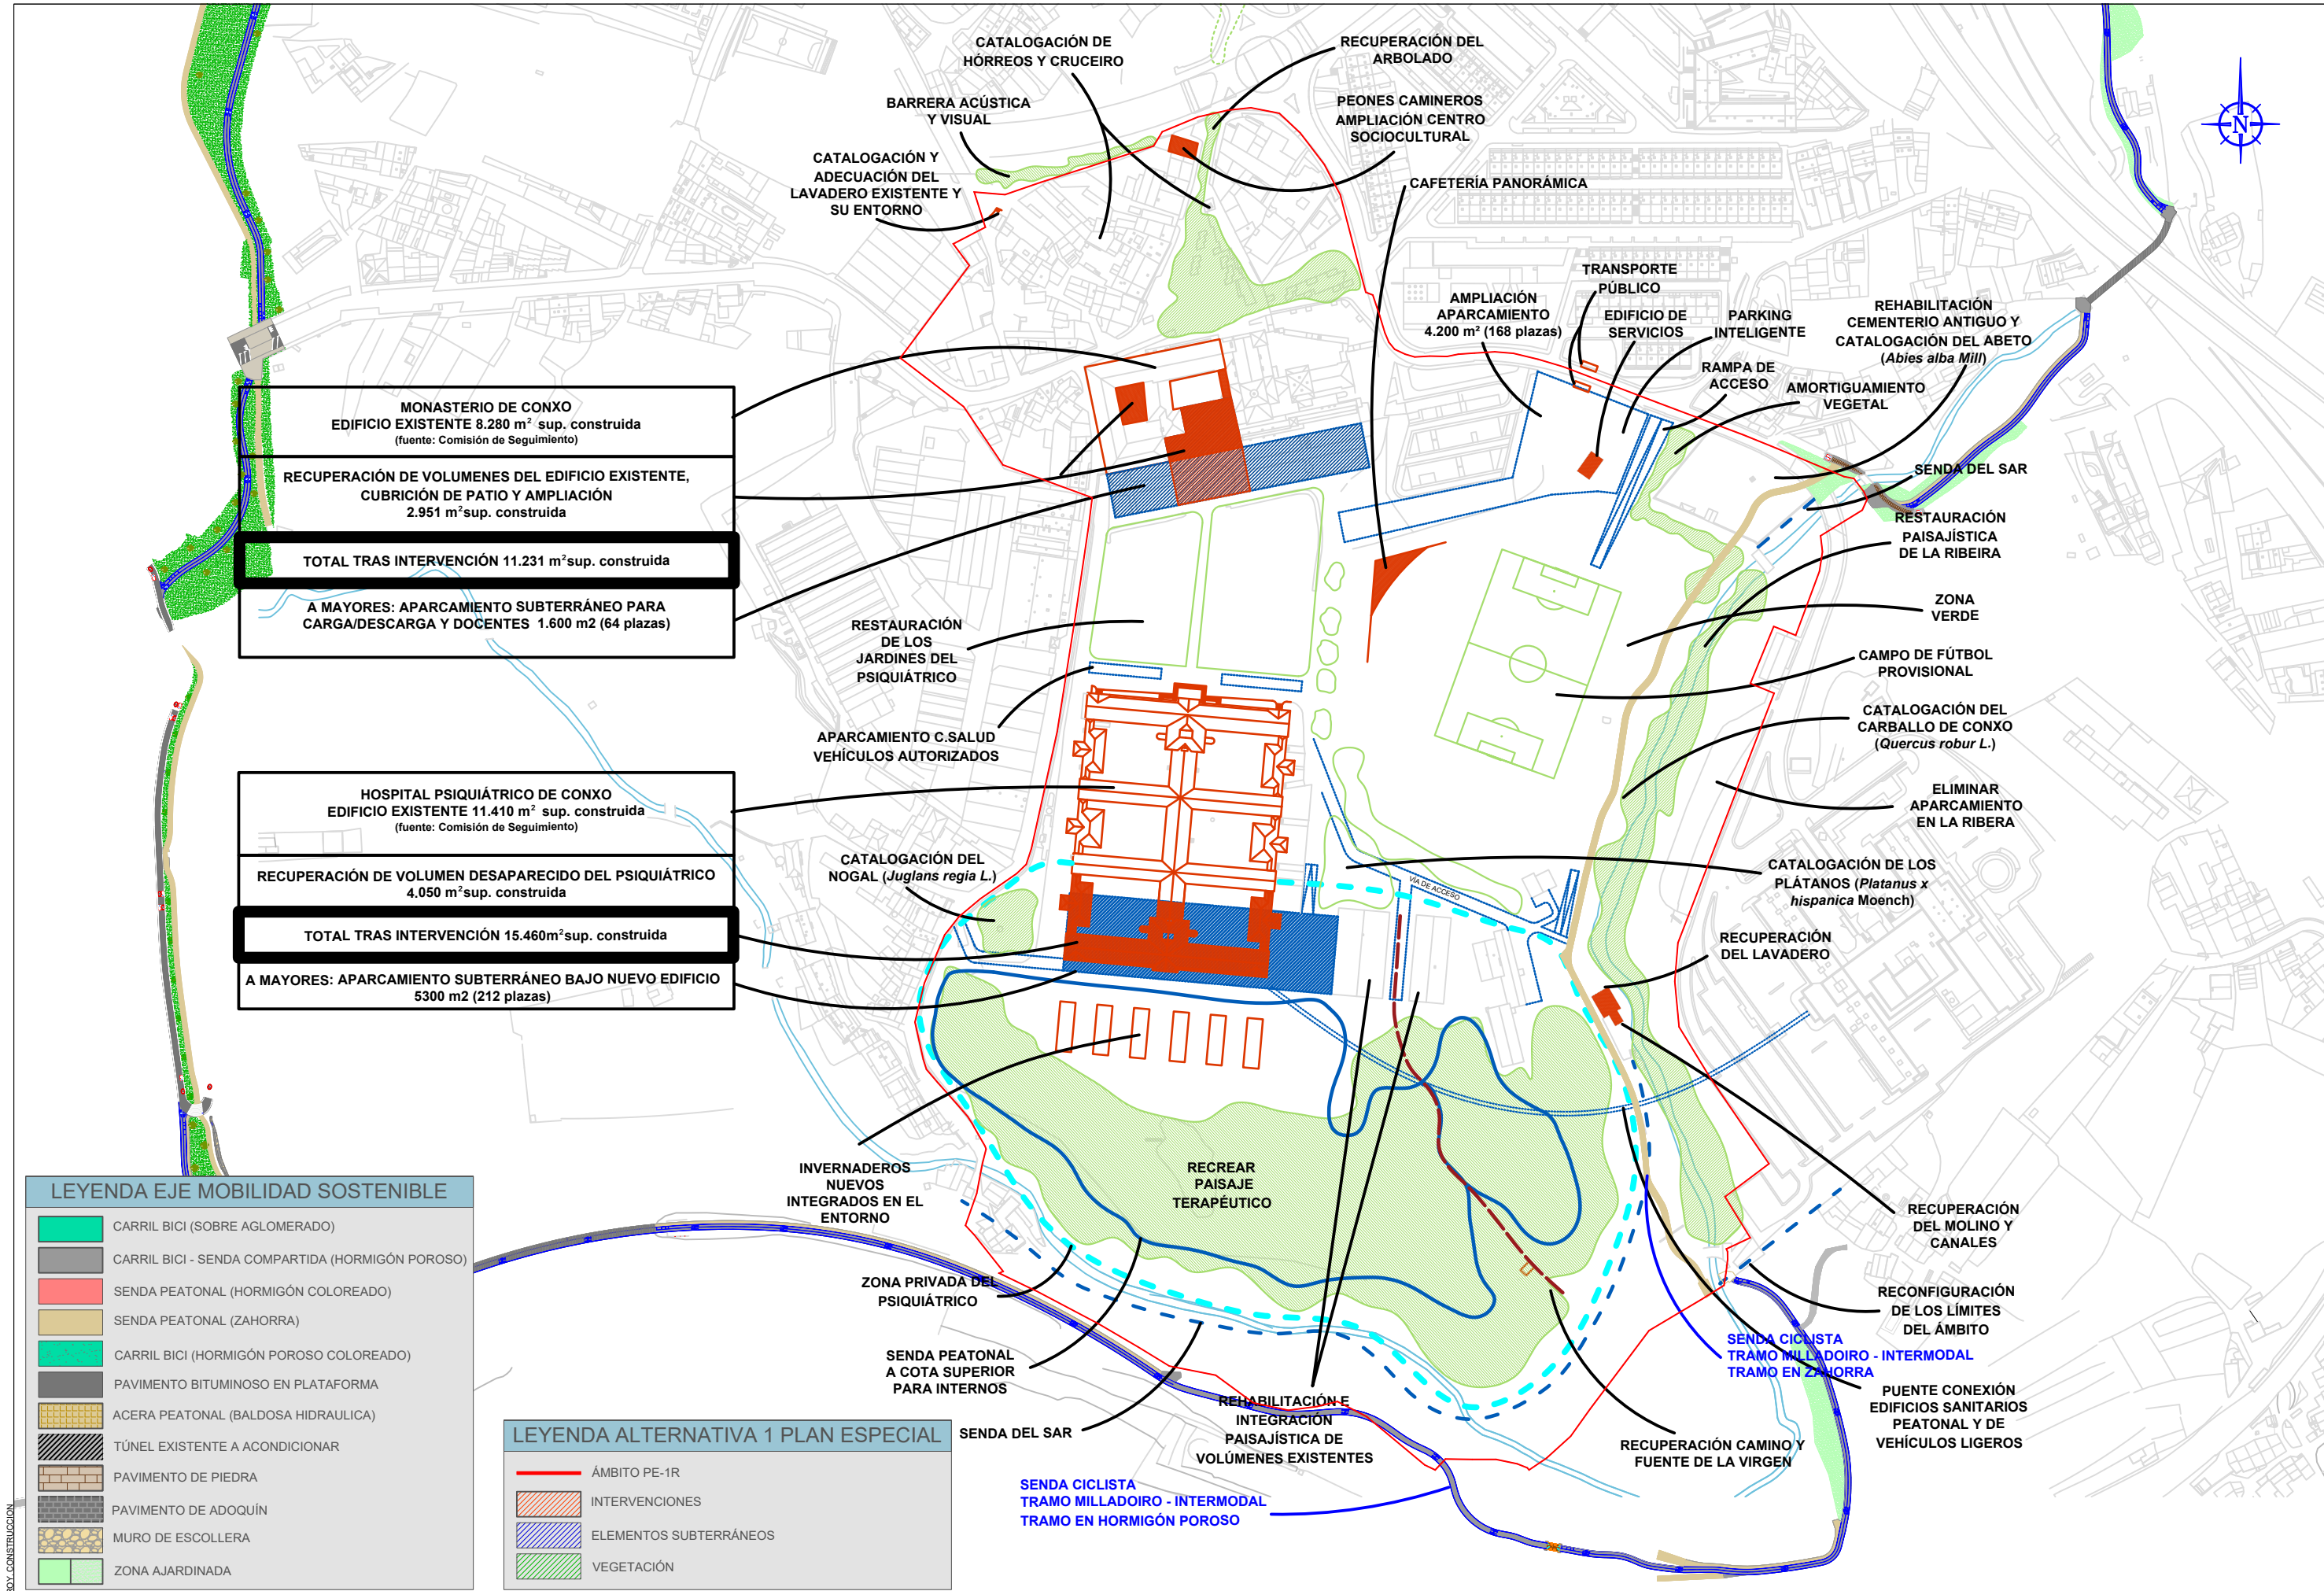 CATALOGACIÓN DE
HÓRREOS Y CRUCEIRO
RECUPERACIÓN DEL
ARBOLADO
BARRERA ACÚSTICA
Y VISUAL
PEONES CAMINEROS
AMPLIACIÓN CENTRO
SOCIOCULTURAL
CATALOGACIÓN Y
ADECUACIÓN DEL
LAVADERO EXISTENTE Y
SU ENTORNO
CAFETERÍA PANORÁMICA
N
TRANSPORTE
PÚBLICO
AMPLIACIÓN
APARCAMIENTO
4.200 m² (168 plazas)
EDIFICIO DE
SERVICIOS
PARKING
INTELIGENTE
REHABILITACIÓN
CEMENTERIO ANTIGUO Y
CATALOGACIÓN DEL ABETO
(Abies alba Mill)
RAMPA DE
ACCESO
AMORTIGUAMIENTO
VEGETAL
SENDA DEL SAR
RESTAURACIÓN
PAISAJÍSTICA
DE LA RIBEIRA
ZONA
VERDE
CAMPO DE FÚTBOL
PROVISIONAL
CATALOGACIÓN DEL
CARBALLO DE CONXO
(Quercus robur L.)
ELIMINAR
APARCAMIENTO
EN LA RIBERA
CATALOGACIÓN DE LOS
PLÁTANOS (Platanus x
hispanica Moench)
RECUPERACIÓN
DEL LAVADERO
MONASTERIO DE CONXO
EDIFICIO EXISTENTE 8.280 m² sup. construida
(fuente: Comisión de Seguimiento)
RECUPERACIÓN DE VOLUMENES DEL EDIFICIO EXISTENTE,
CUBRICIÓN DE PATIO Y AMPLIACIÓN
2.951 m² sup. construida
TOTAL TRAS INTERVENCIÓN 11.231 m² sup. construida
A MAYORES: APARCAMIENTO SUBTERRÁNEO PARA
CARGA/DESCARGA Y DOCENTES 1.600 m2 (64 plazas)
RESTAURACIÓN
DE LOS
JARDINES DEL
PSIQUIÁTRICO
APARCAMIENTO C.SALUD
VEHÍCULOS AUTORIZADOS
HOSPITAL PSIQUIÁTRICO DE CONXO
EDIFICIO EXISTENTE 11.410 m² sup. construida
(fuente: Comisión de Seguimiento)
RECUPERACIÓN DE VOLUMEN DESAPARECIDO DEL PSIQUIÁTRICO
4.050 m² sup. construida
TOTAL TRAS INTERVENCIÓN 15.460m² sup. construida
A MAYORES: APARCAMIENTO SUBTERRÁNEO BAJO NUEVO EDIFICIO
5300 m2 (212 plazas)
CATALOGACIÓN DEL
NOGAL (Juglans regia L.)
VÍA DE ACCESO
INVERNADEROS
NUEVOS
INTEGRADOS EN EL
ENTORNO
RECREAR
PAISAJE
TERAPÉUTICO
ZONA PRIVADA DEL
PSIQUIÁTRICO
SENDA PEATONAL
A COTA SUPERIOR
PARA INTERNOS
SENDA DEL SAR
REHABILITACIÓN E
INTEGRACIÓN
PAISAJÍSTICA DE
VOLÚMENES EXISTENTES
RECUPERACIÓN CAMINO Y
FUENTE DE LA VIRGEN
RECUPERACIÓN
DEL MOLINO Y
CANALES
RECONFIGURACIÓN
DE LOS LÍMITES
DEL ÁMBITO
SENDA CICLISTA
TRAMO MILLADOIRO - INTERMODAL
TRAMO EN ZAHORRA
PUENTE CONEXIÓN
EDIFICIOS SANITARIOS
PEATONAL Y DE
VEHÍCULOS LIGEROS
SENDA CICLISTA
TRAMO MILLADOIRO - INTERMODAL
TRAMO EN HORMIGÓN POROSO
LEYENDA EJE MOBILIDAD SOSTENIBLE
CARRIL BICI (SOBRE AGLOMERADO)
CARRIL BICI - SENDA COMPARTIDA (HORMIGÓN POROSO)
SENDA PEATONAL (HORMIGÓN COLOREADO)
SENDA PEATONAL (ZAHORRA)
CARRIL BICI (HORMIGÓN POROSO COLOREADO)
PAVIMENTO BITUMINOSO EN PLATAFORMA
ACERA PEATONAL (BALDOSA HIDRAULICA)
TÚNEL EXISTENTE A ACONDICIONAR
PAVIMENTO DE PIEDRA
PAVIMENTO DE ADOQUÍN
MURO DE ESCOLLERA
ZONA AJARDINADA
LEYENDA ALTERNATIVA 1 PLAN ESPECIAL
ÁMBITO PE-1R
INTERVENCIONES
ELEMENTOS SUBTERRÁNEOS
VEGETACIÓN